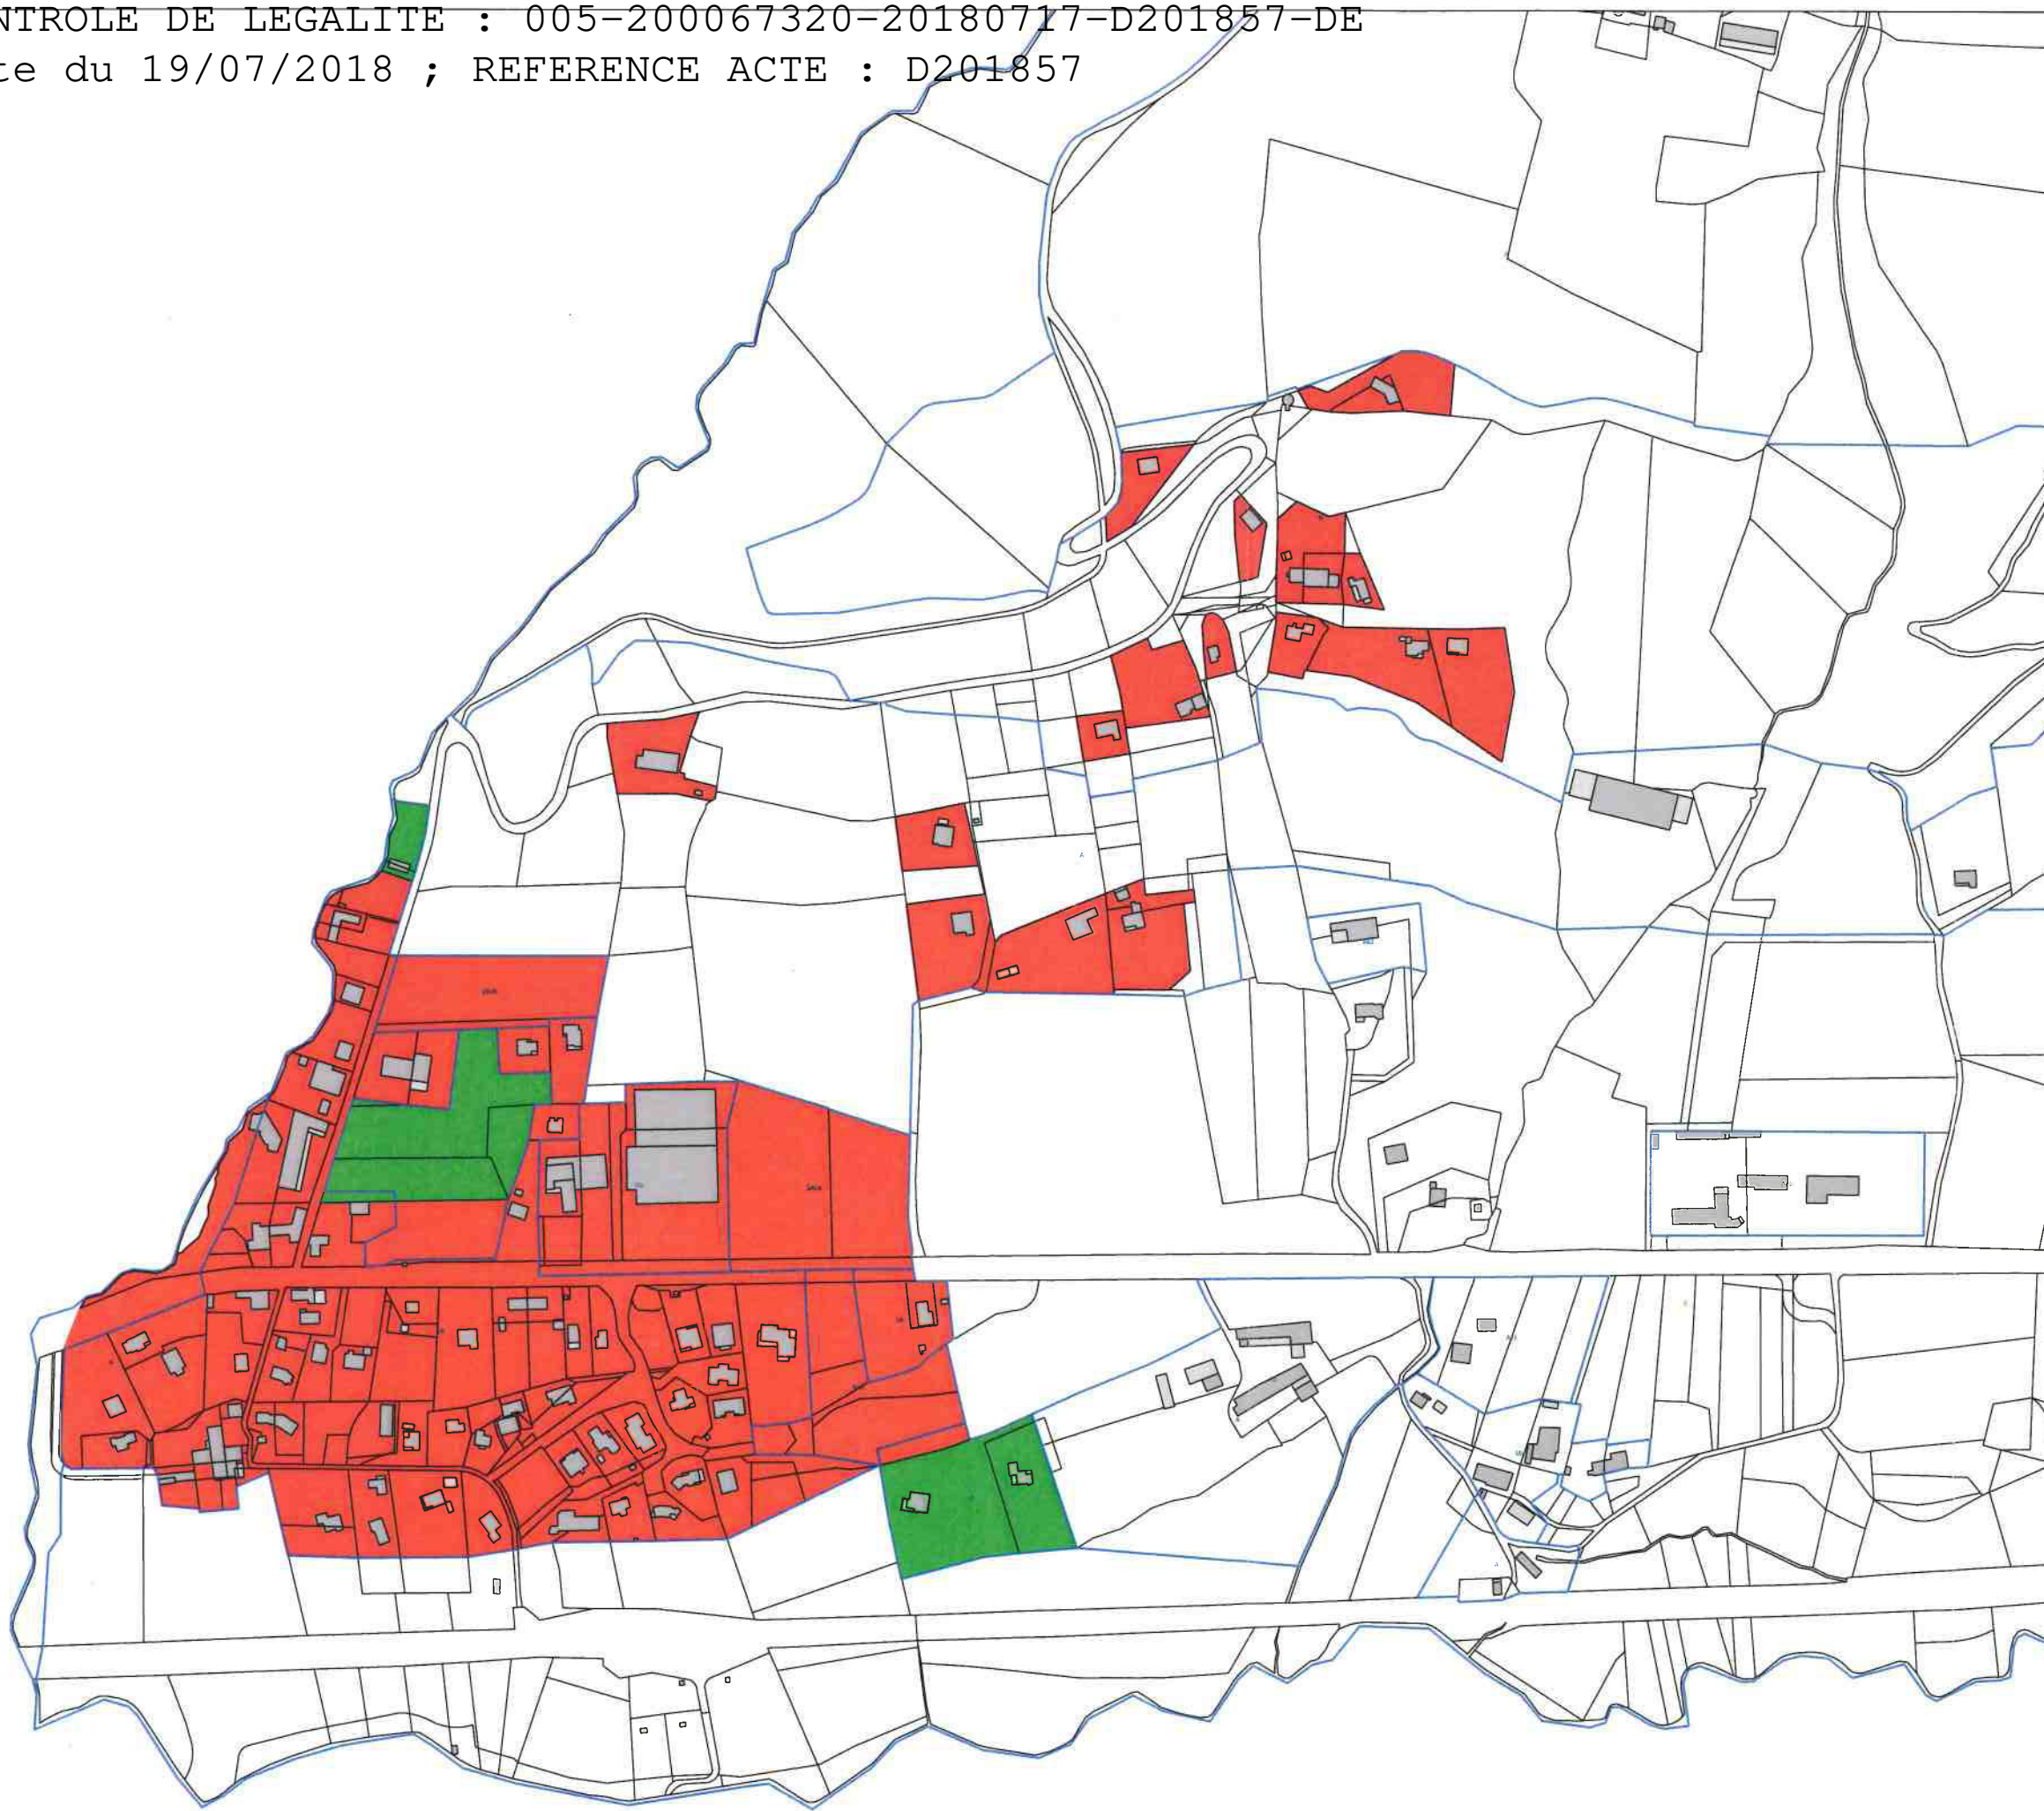 NTROLE DE LEGALITE : 005-200067320-20180717-D201857-DE
te du 19/07/2018 ; REFERENCE ACTE : D201857
A